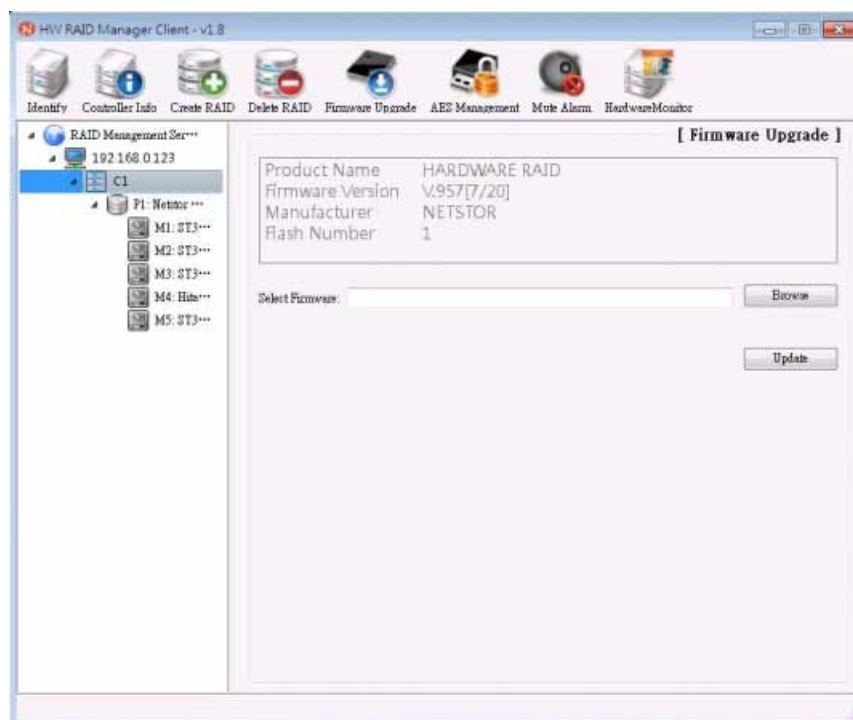 HW RAID Manager Client - v1.8
Identify Controller Info Create RAID Delete RAID Firmware Upgrade AES Management Mute Alarm HardwareMonitor
RAID Management Ser...
192.168.0.123
C1
P1: Netstor ...
M1: ST3...
M2: ST3...
M3: ST3...
M4: Hita...
M5: ST3...
[ Firmware Upgrade ]
Product Name HARDWARE RAID
Firmware Version V.957[7/20]
Manufacturer NETSTOR
Flash Number 1
Select Firmware: Browse
Update